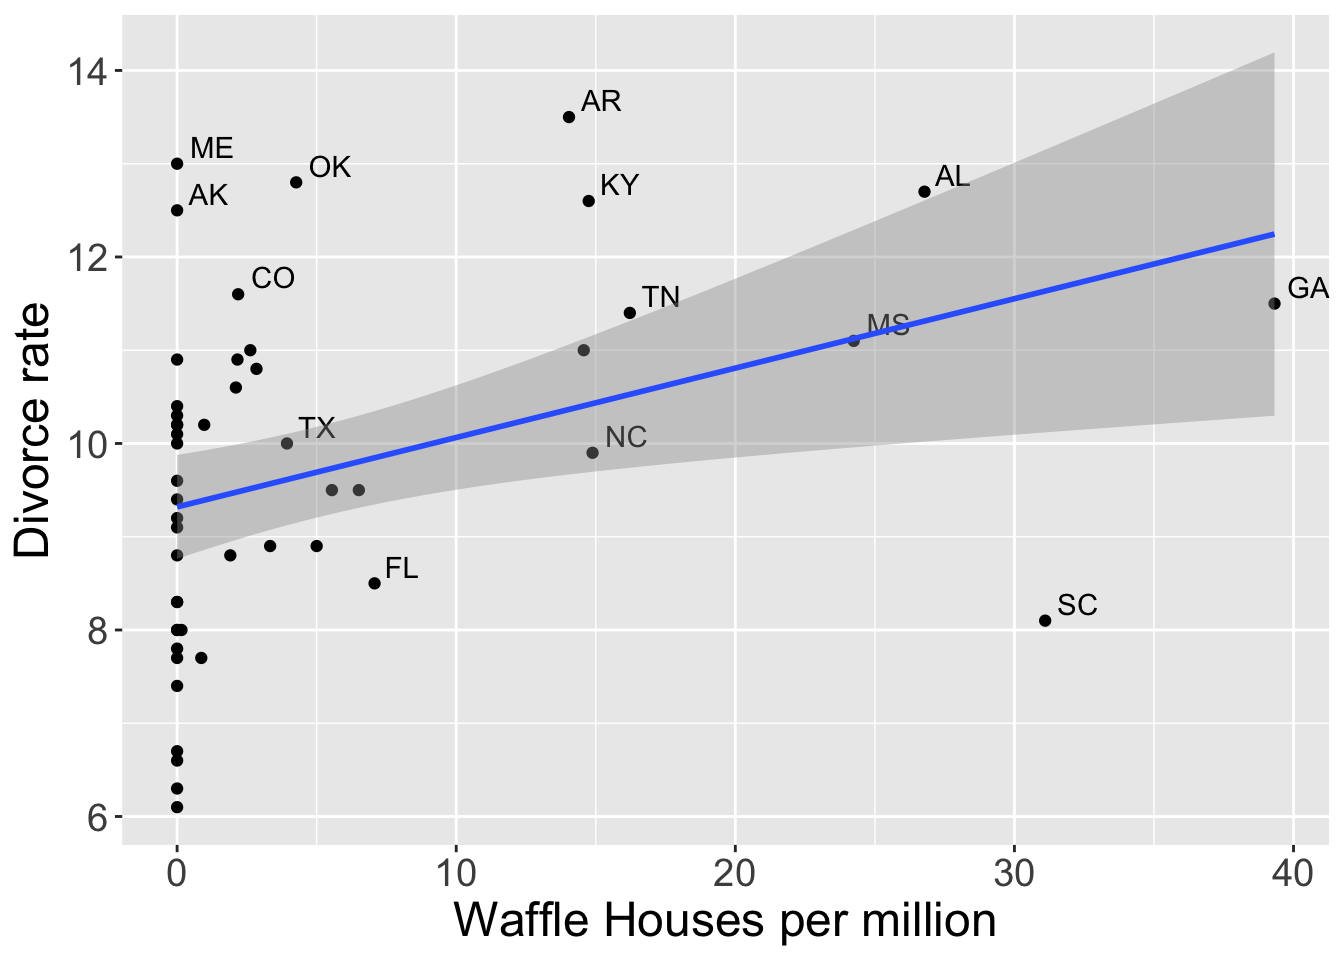 14
12
10
8
6
Divorce rate
AR
ME
OK
AK
KY
AL
CO
TN
GA
MS
TX
NC
FL
SC
0 10 20 30 40
Waffle Houses per million